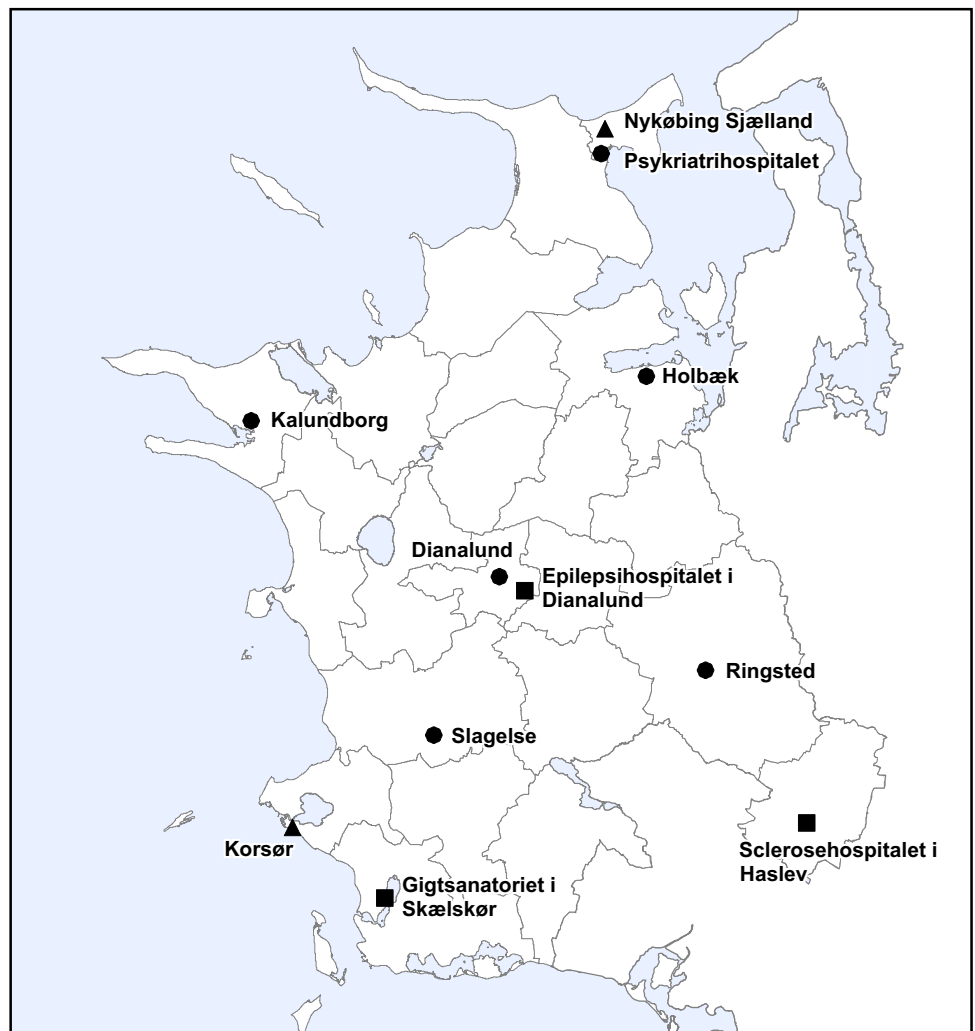 Nykøbing Sjælland
Psykriatrihospitalet
Holbæk
Kalundborg
Dianalund
Epilepsihospitalet i
Dianalund
Ringsted
Slagelse
Sclerosehospitalet i
Haslev
Korsør
Gigtsanatoriet i
Skælskør